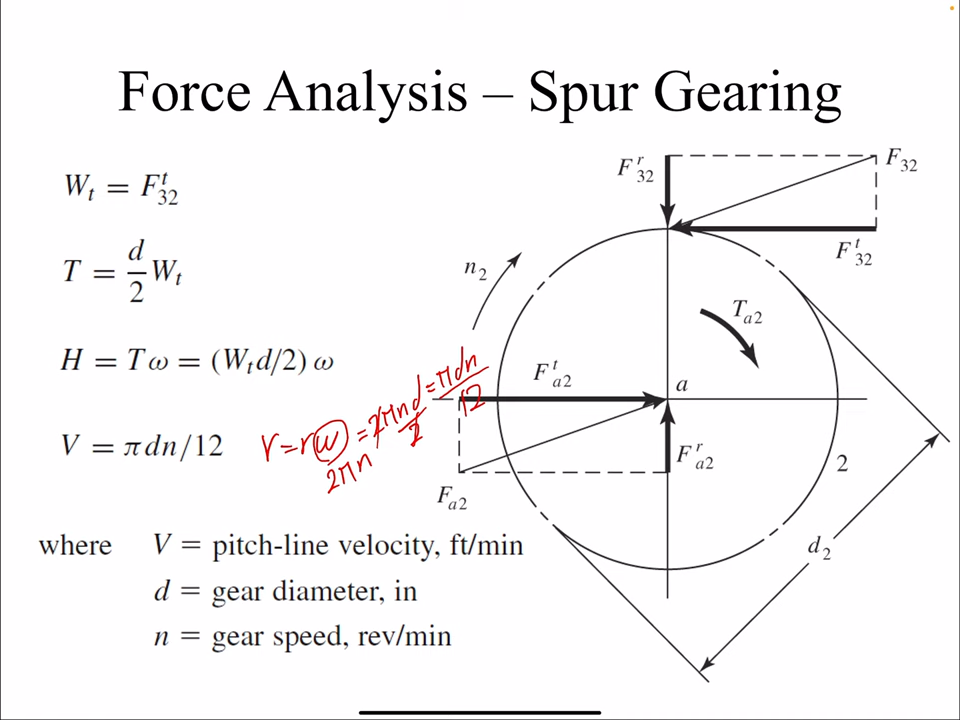 Force Analysis – Spur Gearing
W_t = F^t_32
T = d/2 W_t
H = Tω = (W_t d/2) ω
V = πdn/12
V = rω = 2πn d/2 = πdn/12
2πn
where V = pitch-line velocity, ft/min
d = gear diameter, in
n = gear speed, rev/min
F^r_32
F_32
F^t_32
n_2
T_a2
F^t_a2
a
F^r_a2
2
F_a2
d_2